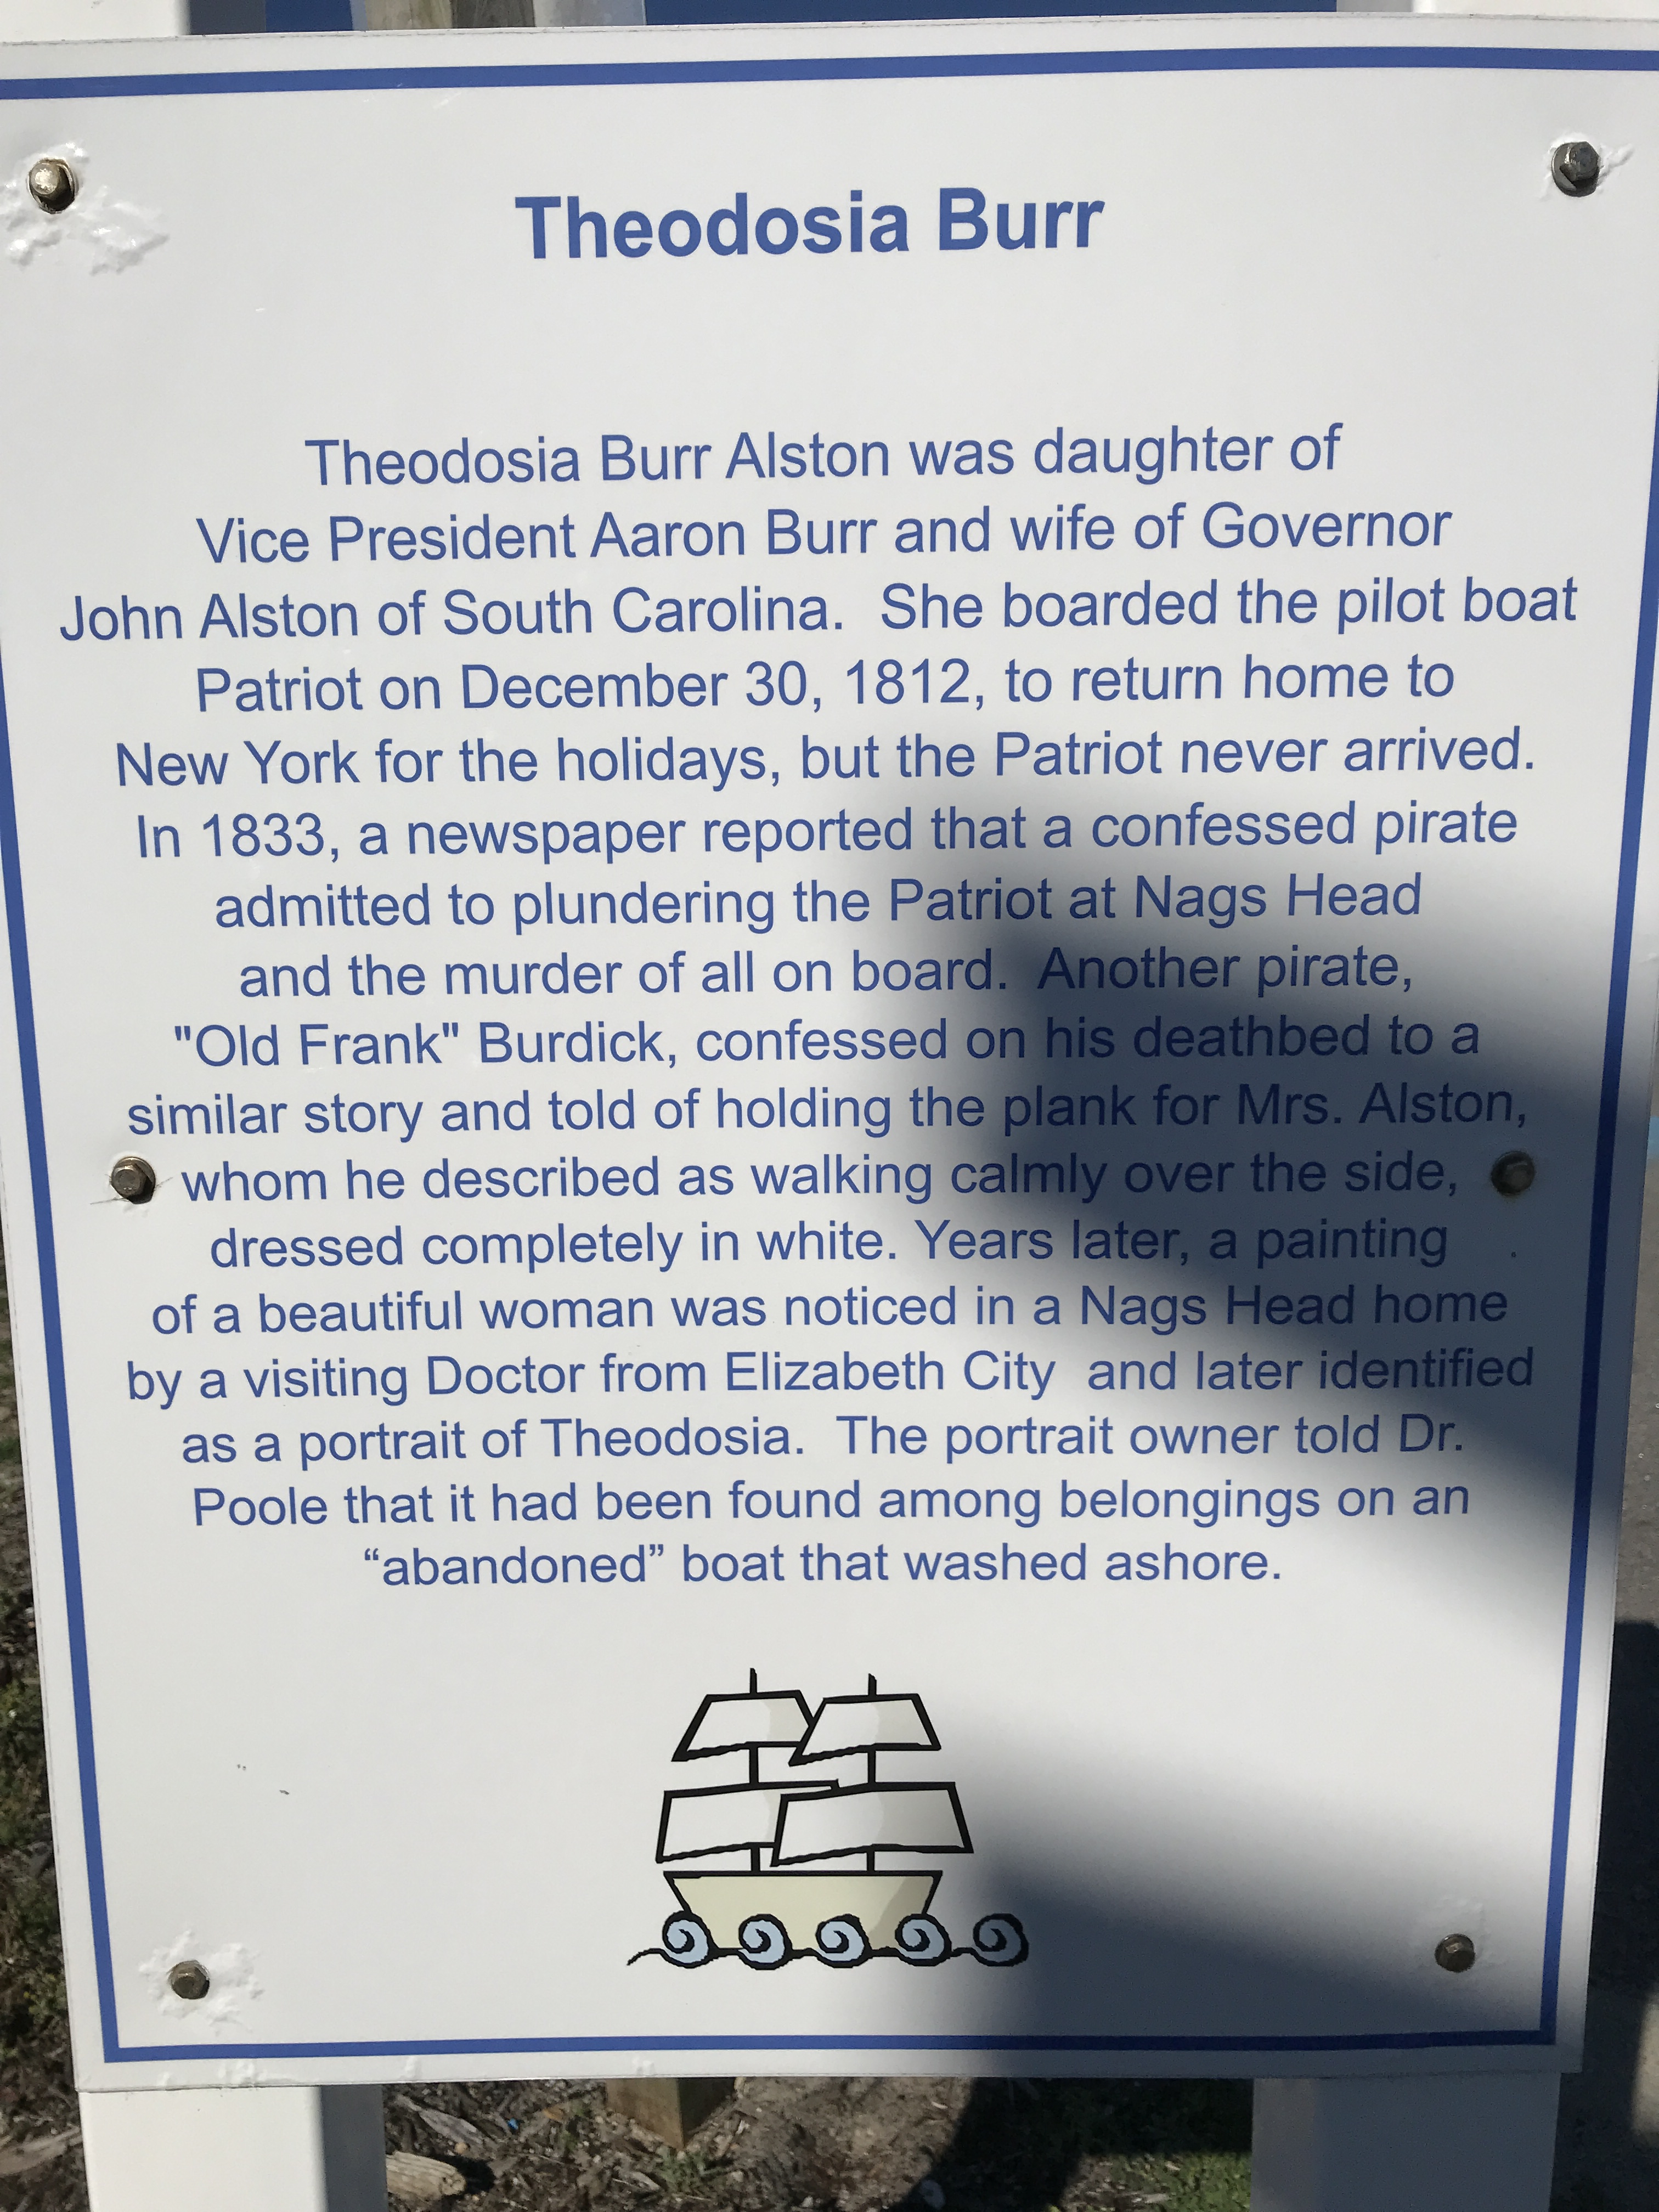 Theodosia Burr
Theodosia Burr Alston was daughter of
Vice President Aaron Burr and wife of Governor
John Alston of South Carolina.  She boarded the pilot boat
Patriot on December 30, 1812, to return home to
New York for the holidays, but the Patriot never arrived.
In 1833, a newspaper reported that a confessed pirate
admitted to plundering the Patriot at Nags Head
and the murder of all on board.  Another pirate,
"Old Frank" Burdick, confessed on his deathbed to a
similar story and told of holding the plank for Mrs. Alston,
whom he described as walking calmly over the side,
dressed completely in white. Years later, a painting
of a beautiful woman was noticed in a Nags Head home
by a visiting Doctor from Elizabeth City  and later identified
as a portrait of Theodosia.  The portrait owner told Dr.
Poole that it had been found among belongings on an
“abandoned” boat that washed ashore.